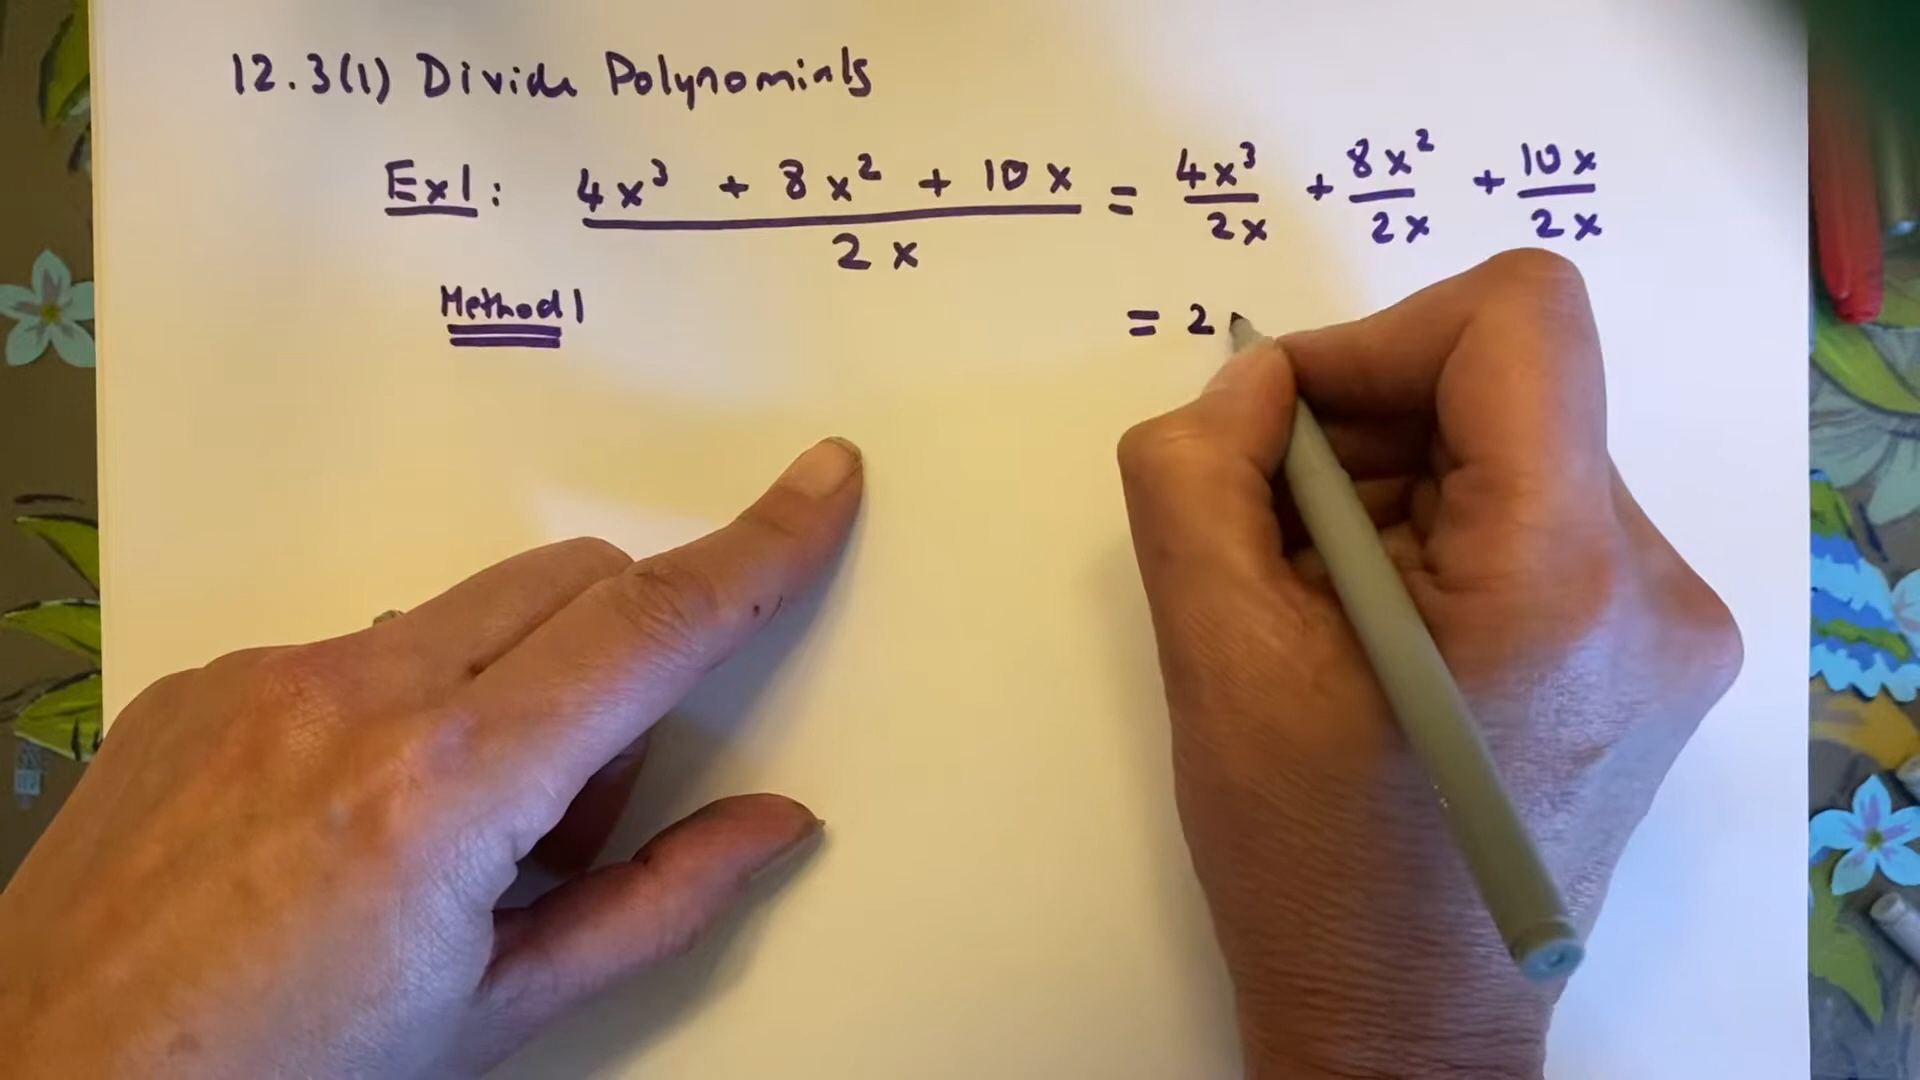 12.3(1) Divide Polynomials
Ex1: (4x³ + 8x² + 10x)/(2x) = 4x³/2x + 8x²/2x + 10x/2x
Method 1
= 2